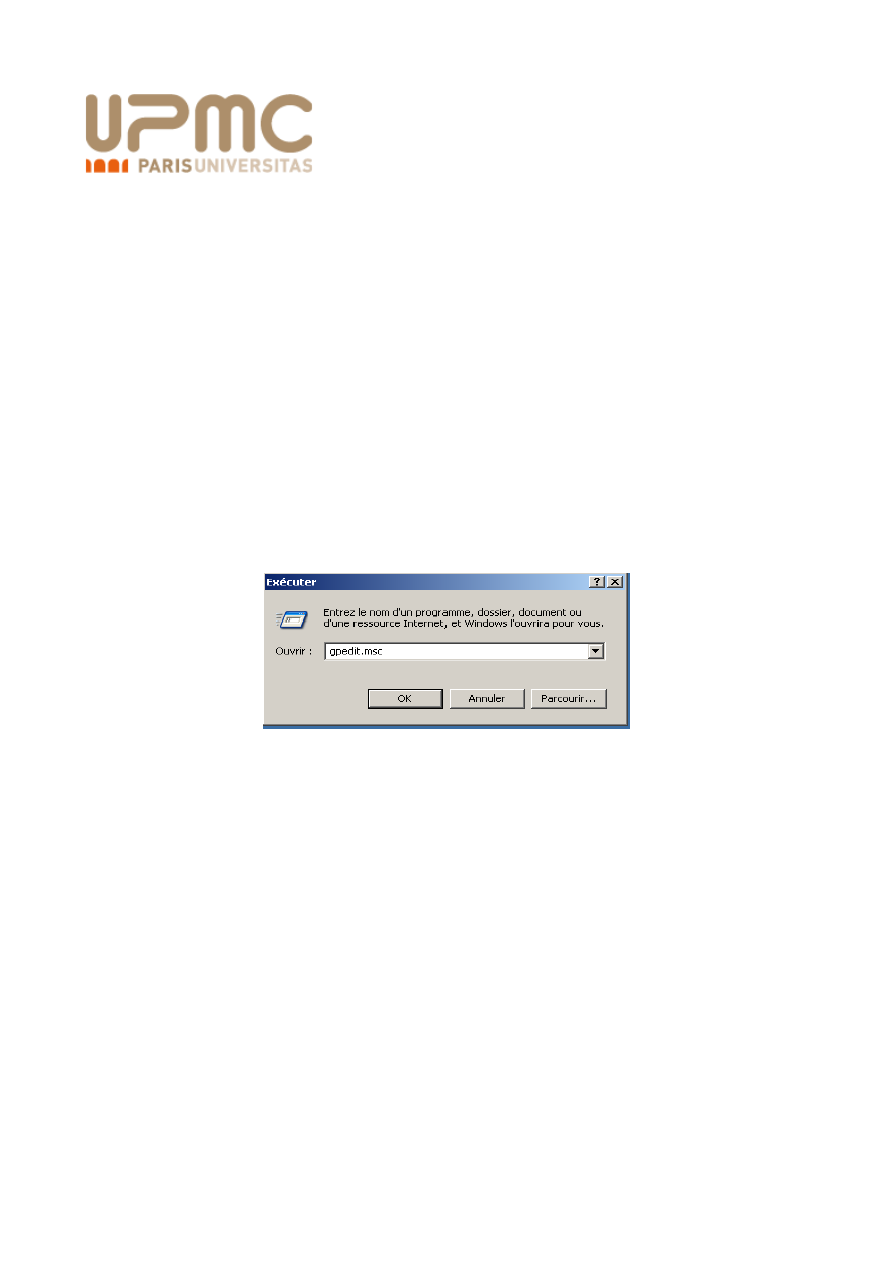 UPMC
PARISUNIVERSITAS
Exécuter
Entrez le nom d'un programme, dossier, document ou
d'une ressource Internet, et Windows l'ouvrira pour vous.
Ouvrir :
gpedit.msc
OK
Annuler
Parcourir...